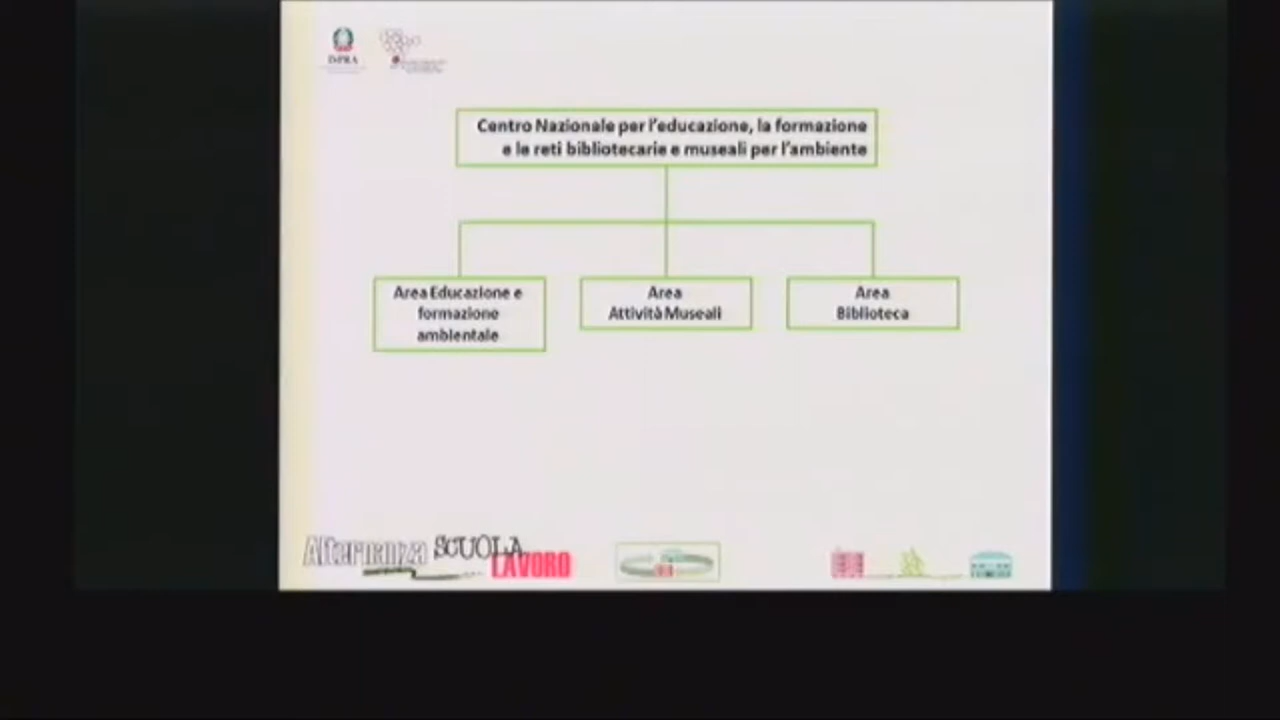 ISPRA
Centro Nazionale per l'educazione, la formazione
e le reti bibliotecarie e museali per l'ambiente
Area Educazione e
formazione
ambientale
Area
Attività Museali
Area
Biblioteca
Alternanza SCUOLA
LAVORO